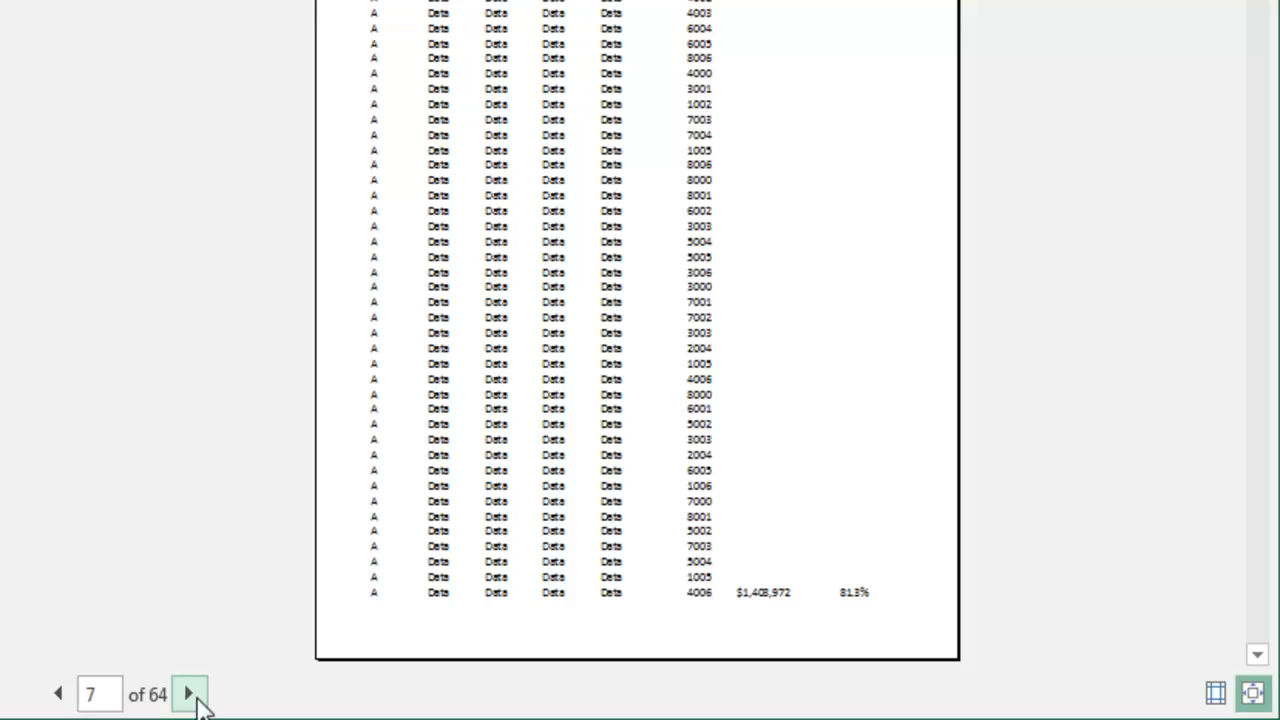 A Data Data Data Data 4003
A Data Data Data Data 6004
A Data Data Data Data 6005
A Data Data Data Data 8006
A Data Data Data Data 4000
A Data Data Data Data 3001
A Data Data Data Data 1002
A Data Data Data Data 7003
A Data Data Data Data 7004
A Data Data Data Data 1005
A Data Data Data Data 8006
A Data Data Data Data 8000
A Data Data Data Data 8001
A Data Data Data Data 6002
A Data Data Data Data 3003
A Data Data Data Data 5004
A Data Data Data Data 5005
A Data Data Data Data 3006
A Data Data Data Data 3000
A Data Data Data Data 7001
A Data Data Data Data 7002
A Data Data Data Data 3003
A Data Data Data Data 2004
A Data Data Data Data 1005
A Data Data Data Data 4006
A Data Data Data Data 8000
A Data Data Data Data 6001
A Data Data Data Data 5002
A Data Data Data Data 3003
A Data Data Data Data 2004
A Data Data Data Data 6005
A Data Data Data Data 1006
A Data Data Data Data 7000
A Data Data Data Data 8001
A Data Data Data Data 5002
A Data Data Data Data 7003
A Data Data Data Data 5004
A Data Data Data Data 1005
A Data Data Data Data 4006 $1,408,972 81.3%
7 of 64